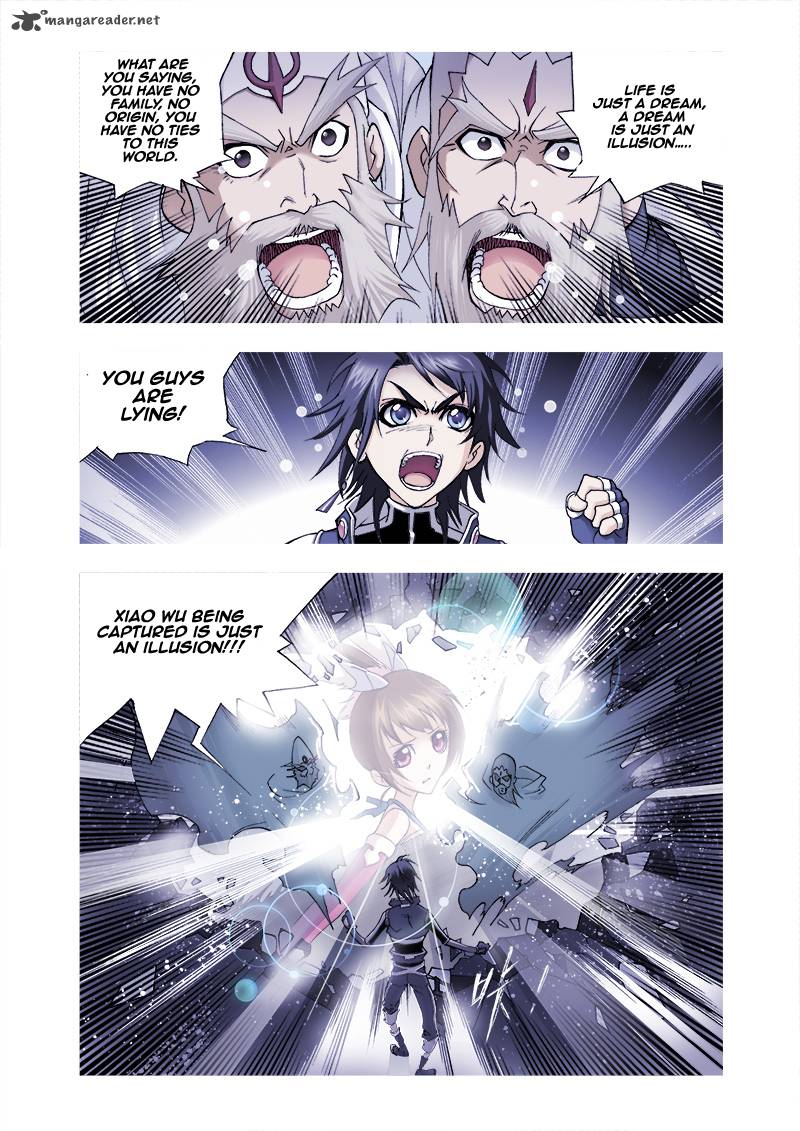 mangareader.net
WHAT ARE
YOU SAYING,
YOU HAVE NO
FAMILY, NO
ORIGIN, YOU
HAVE NO TIES
TO THIS
WORLD.
LIFE IS
JUST A DREAM,
A DREAM
IS JUST AN
ILLUSION.....
YOU GUYS
ARE
LYING!
XIAO WU BEING
CAPTURED IS JUST
AN ILLUSION!!!